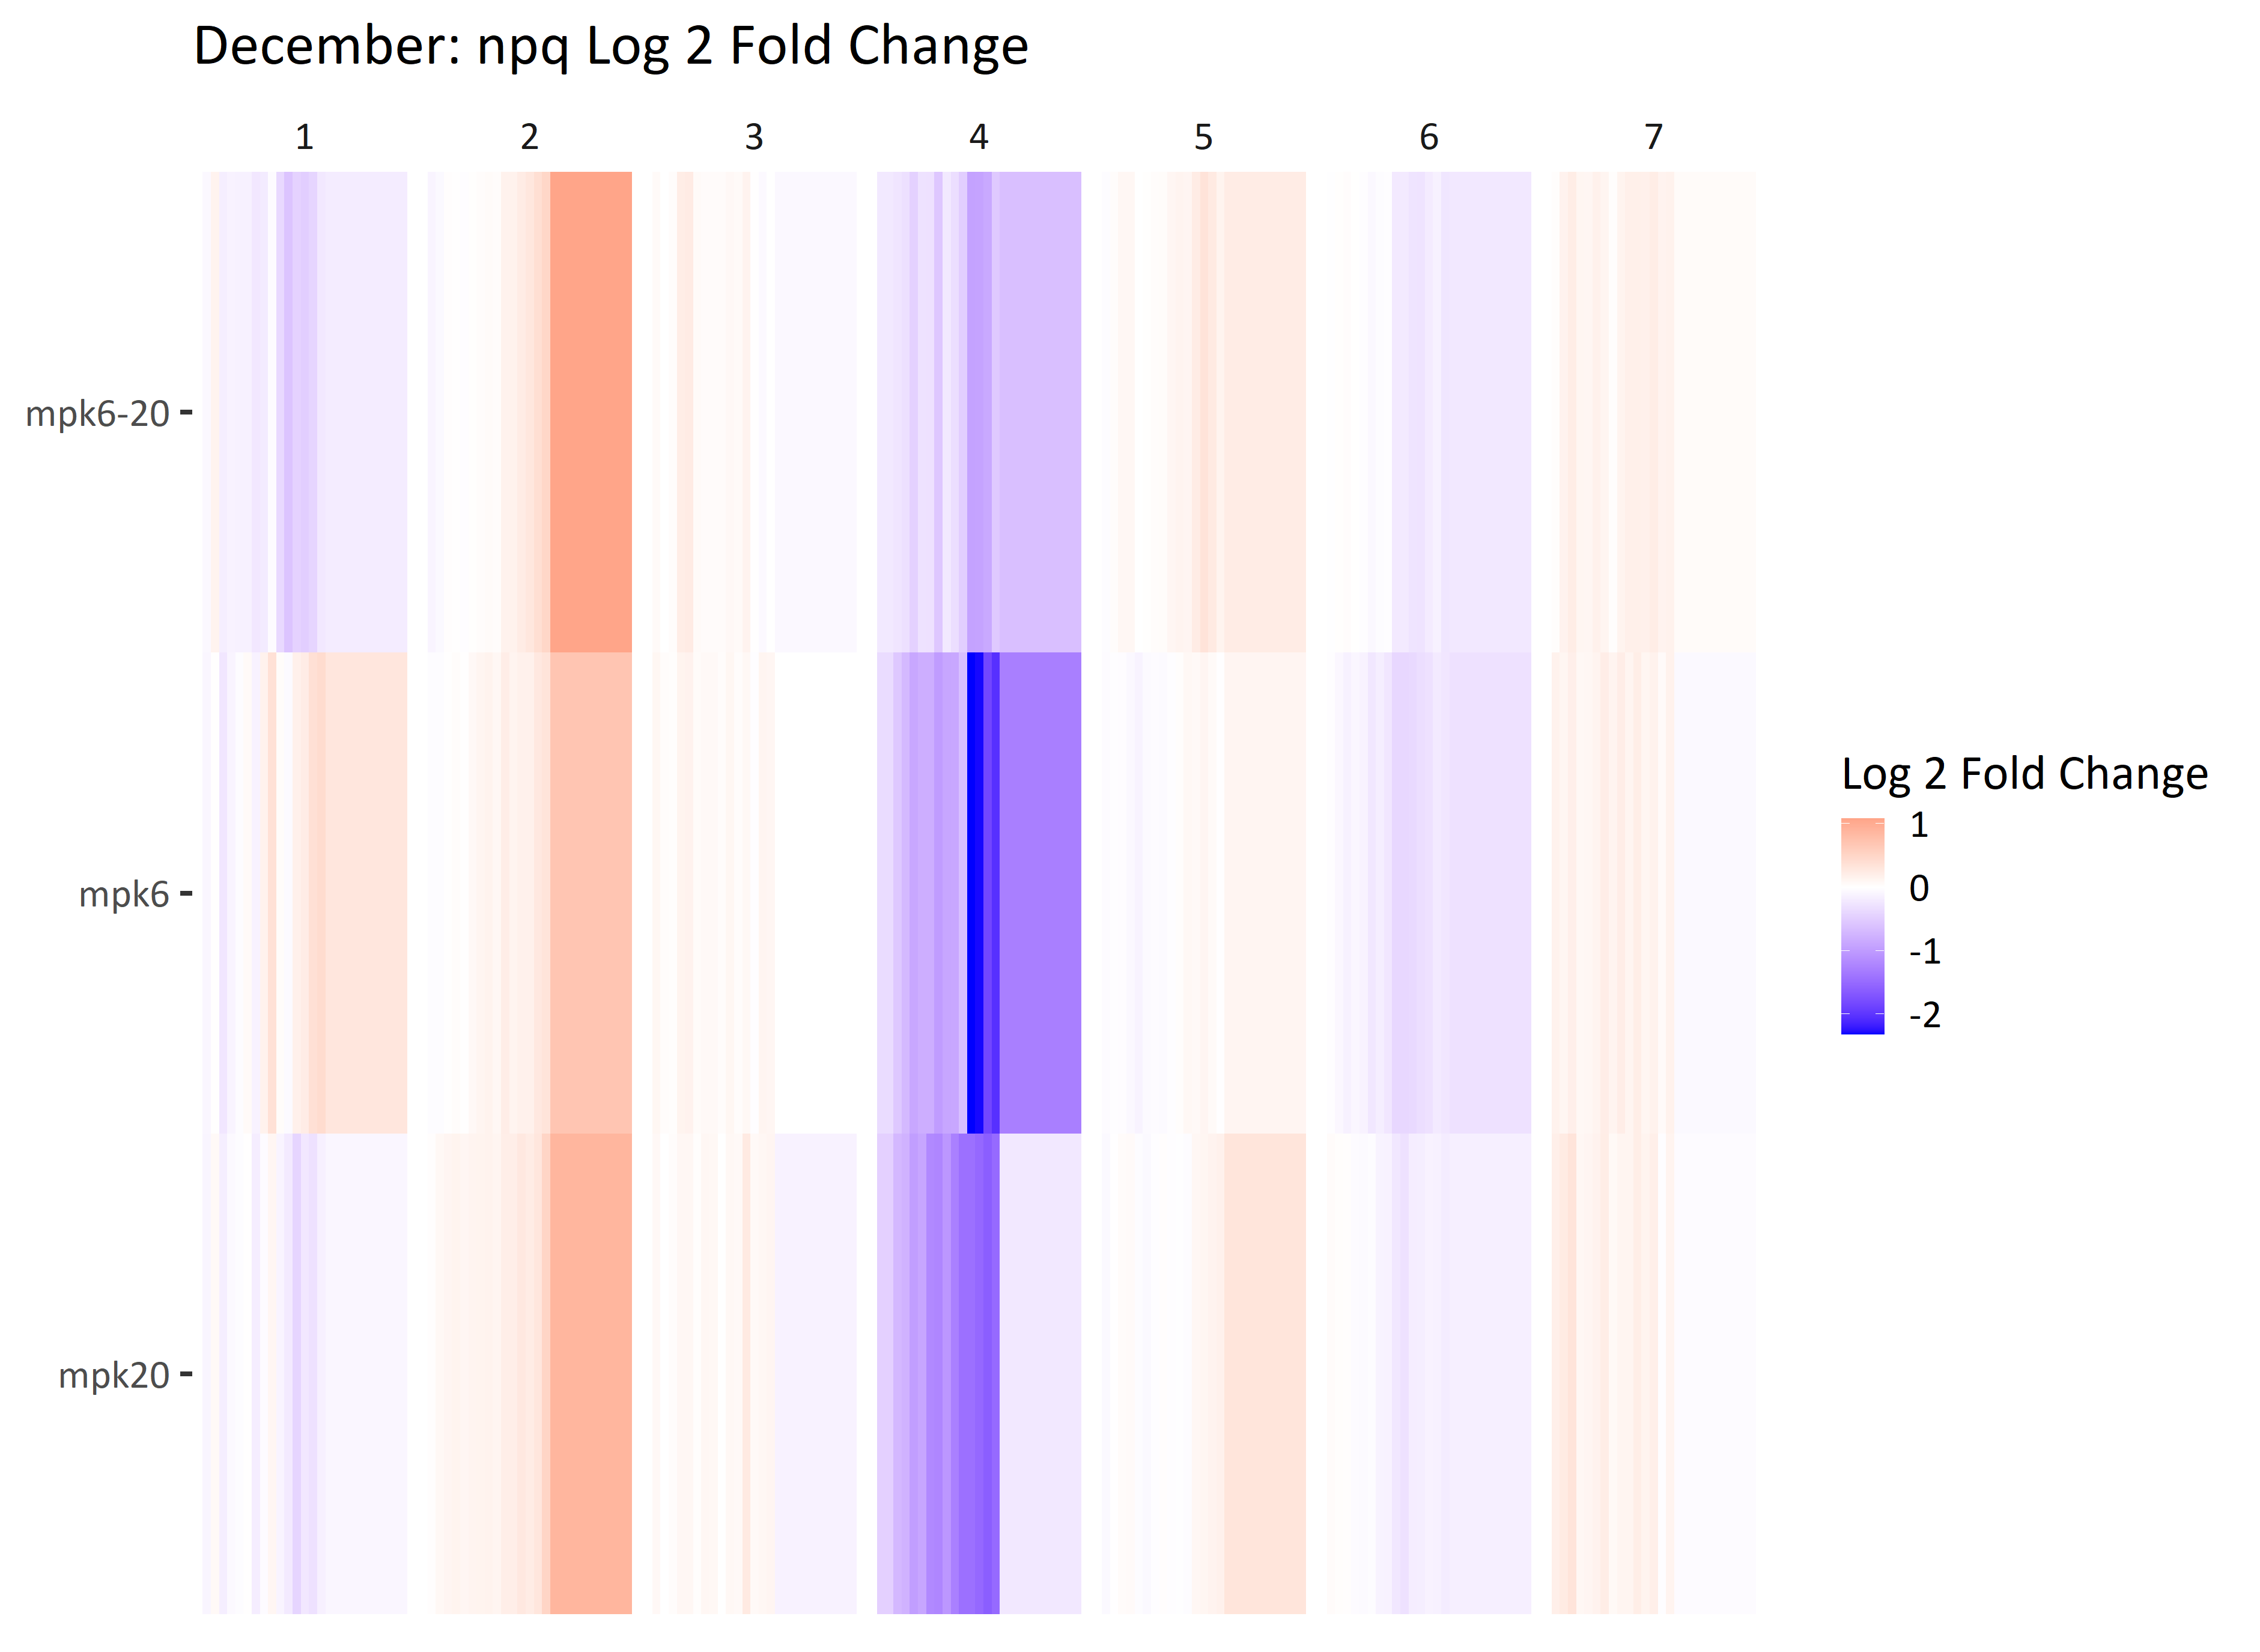 December: npq Log 2 Fold Change
1 2 3 4 5 6 7
mpk6-20
mpk6
mpk20
Log 2 Fold Change
1
0
-1
-2